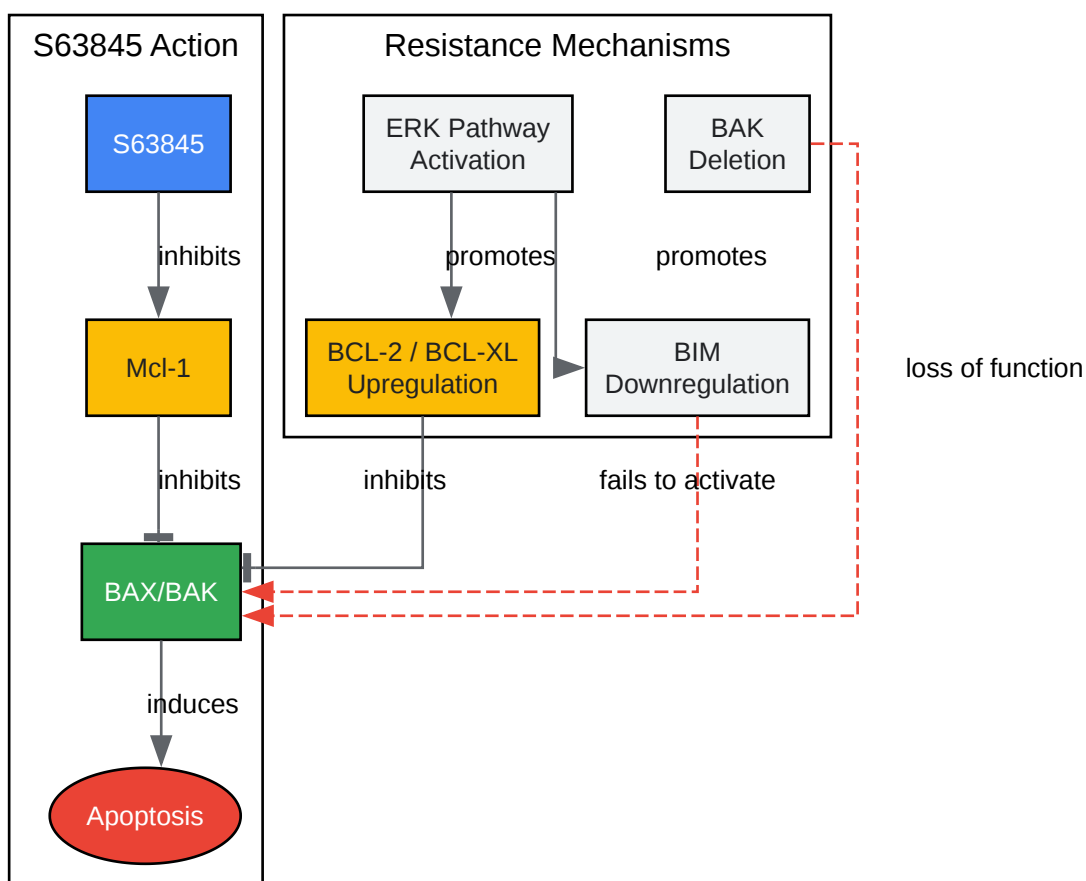 S63845 Action
Resistance Mechanisms
S63845
ERK Pathway
Activation
BAK
Deletion
inhibits
promotes
promotes
Mcl-1
BCL-2 / BCL-XL
Upregulation
BIM
Downregulation
loss of function
inhibits
inhibits
fails to activate
BAX/BAK
induces
Apoptosis